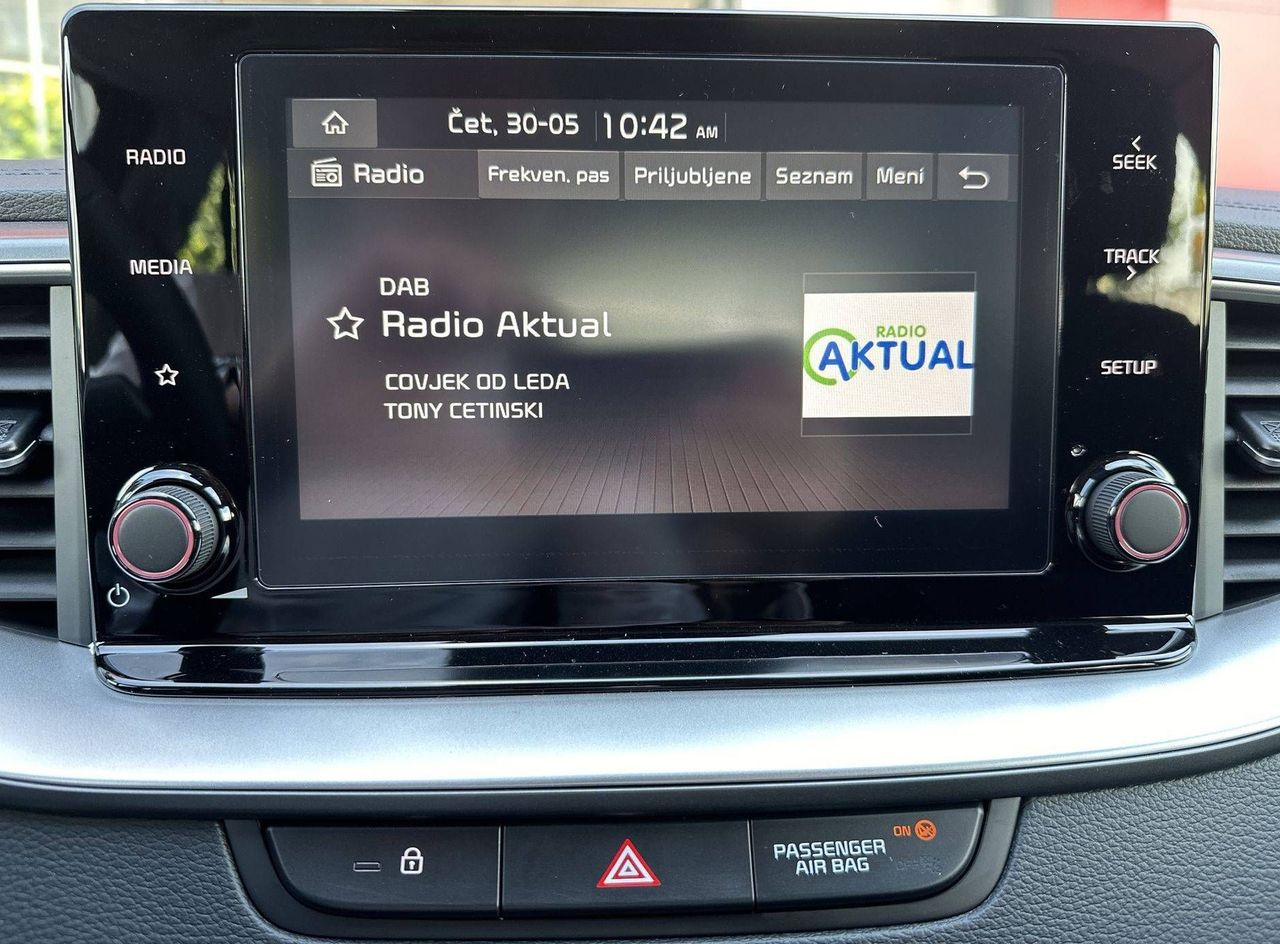 Čet, 30-05 10:42 AM
RADIO
Radio
Frekven. pas
Priljubljene
Seznam
Meni
SEEK
MEDIA
TRACK
DAB
Radio Aktual
RADIO
AKTUAL
COVJEK OD LEDA
TONY CETINSKI
SETUP
ON
PASSENGER
AIR BAG